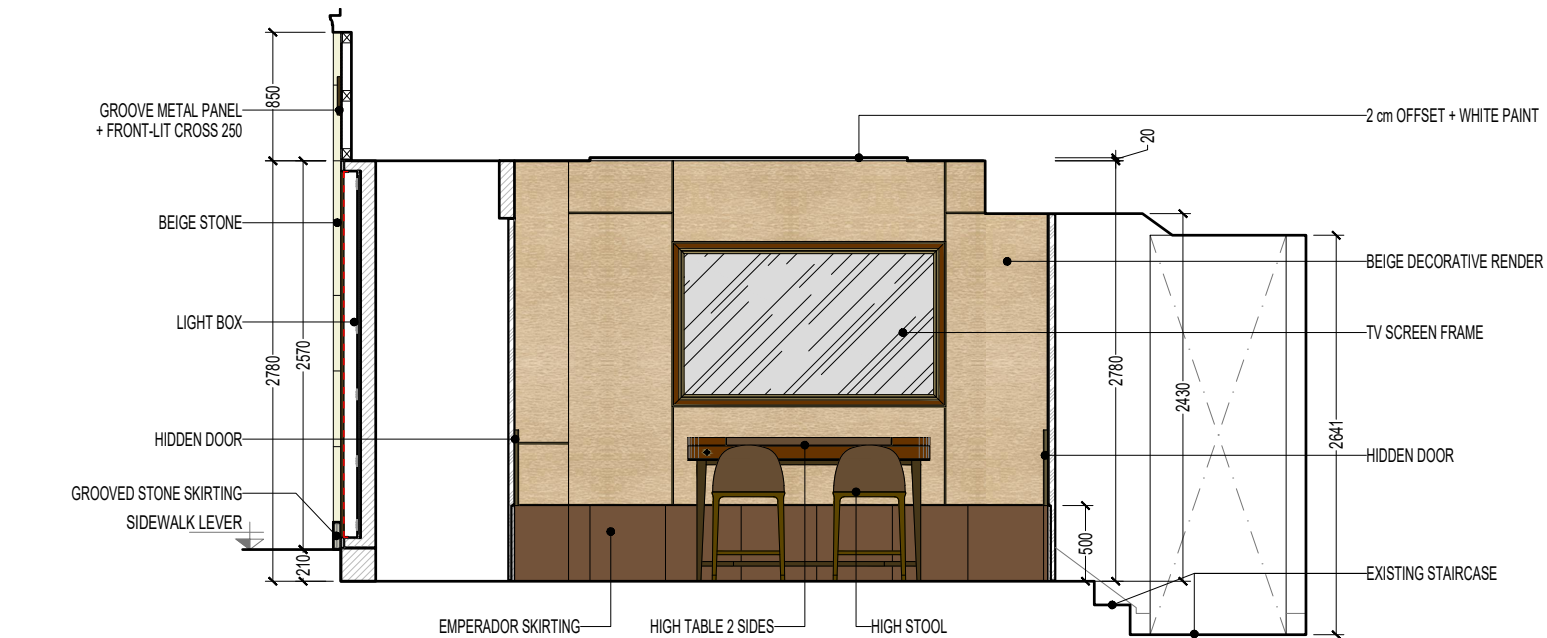 850
GROOVE METAL PANEL
+ FRONT-LIT CROSS 250
2 cm OFFSET + WHITE PAINT
20
BEIGE STONE
BEIGE DECORATIVE RENDER
LIGHT BOX
TV SCREEN FRAME
2780
2570
2780
2430
2641
HIDDEN DOOR
HIDDEN DOOR
GROOVED STONE SKIRTING
SIDEWALK LEVER
210
500
EXISTING STAIRCASE
EMPERADOR SKIRTING
HIGH TABLE 2 SIDES
HIGH STOOL